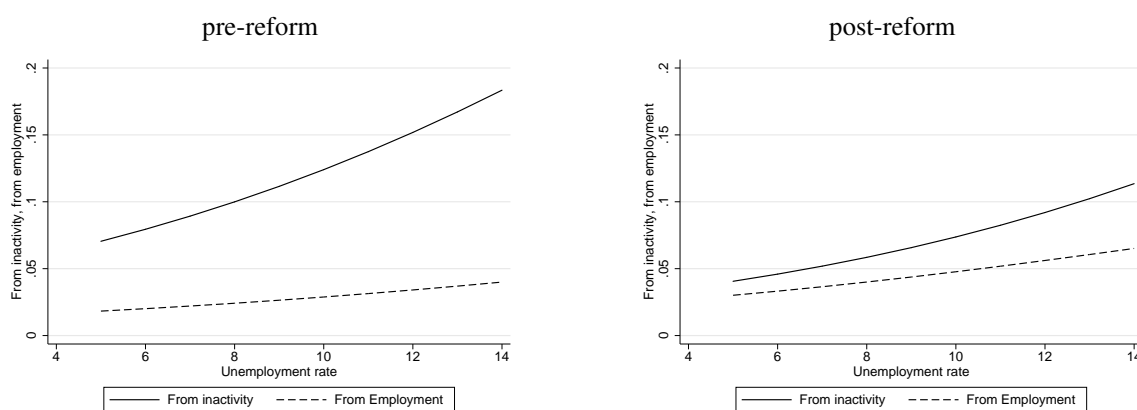 pre-reform
From inactivity, from employment
.2
.15
.1
.05
0
4 6 8 10 12 14
Unemployment rate
From inactivity From Employment
post-reform
From inactivity, from employment
.2
.15
.1
.05
0
4 6 8 10 12 14
Unemployment rate
From inactivity From Employment